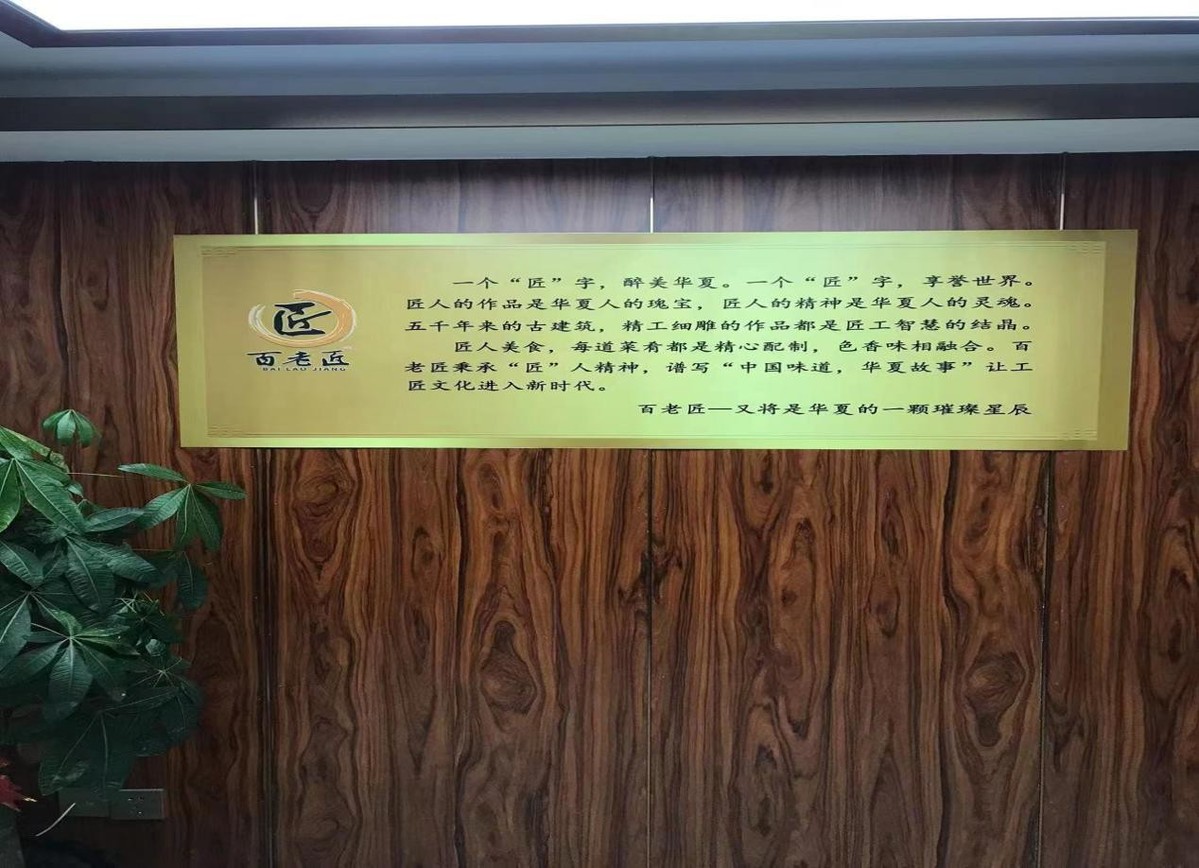 匠
百老匠
BAI LAO JIANG
一个“匠”字，醉美华夏。一个“匠”字，享誉世界。
匠人的作品是华夏人的瑰宝，匠人的精神是华夏人的灵魂。
五千年来的古建筑，精工细雕的作品都是匠工智慧的结晶。
匠人美食，每道菜肴都是精心配制，色香味相融合。百
老匠秉承“匠”人精神，谱写“中国味道，华夏故事”让工
匠文化进入新时代。
百老匠—又将是华夏的一颗璀璨星辰